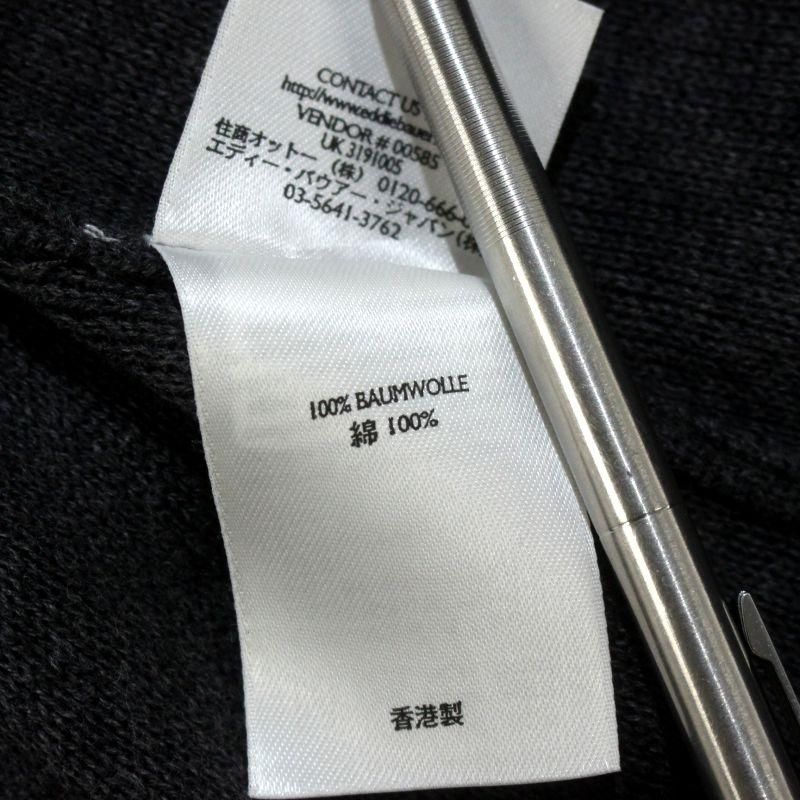 CONTACT US
http://www.eddiebauer
VENDOR # 00585
UK 3191005
住商オットー (株) 0120-666-
エディー・バウアー・ジャパン(株
03-5641-3762
100% BAUMWOLLE
綿 100%
香港製